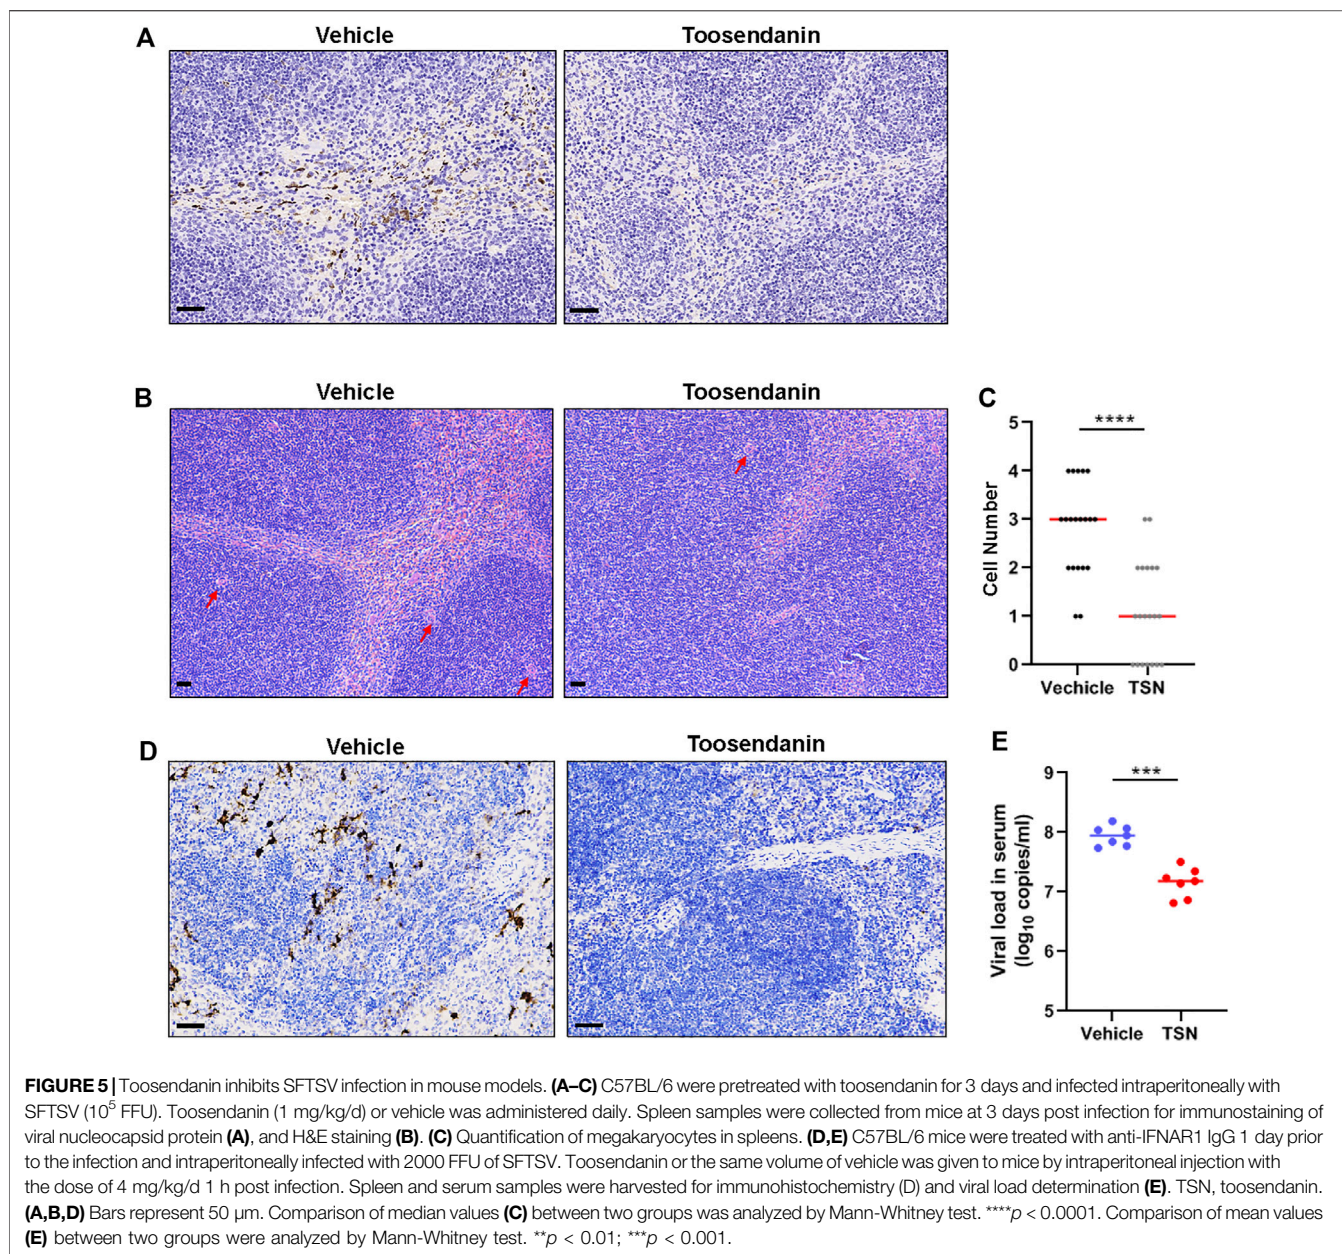 A
Vehicle
Toosendanin
B
Vehicle
Toosendanin
C
****
Cell Number
5
4
3
2
1
0
Vechicle
TSN
D
Vehicle
Toosendanin
E
***
Viral load in serum
(log₁₀ copies/ml)
9
8
7
6
5
Vehicle
TSN
FIGURE 5 | Toosendanin inhibits SFTSV infection in mouse models. (A–C) C57BL/6 were pretreated with toosendanin for 3 days and infected intraperitoneally with
SFTSV (10⁵ FFU). Toosendanin (1 mg/kg/d) or vehicle was administered daily. Spleen samples were collected from mice at 3 days post infection for immunostaining of
viral nucleocapsid protein (A), and H&E staining (B). (C) Quantification of megakaryocytes in spleens. (D,E) C57BL/6 mice were treated with anti-IFNAR1 IgG 1 day prior
to the infection and intraperitoneally infected with 2000 FFU of SFTSV. Toosendanin or the same volume of vehicle was given to mice by intraperitoneal injection with
the dose of 4 mg/kg/d 1 h post infection. Spleen and serum samples were harvested for immunohistochemistry (D) and viral load determination (E). TSN, toosendanin.
(A,B,D) Bars represent 50 μm. Comparison of median values (C) between two groups was analyzed by Mann-Whitney test. ****p < 0.0001. Comparison of mean values
(E) between two groups were analyzed by Mann-Whitney test. **p < 0.01; ***p < 0.001.